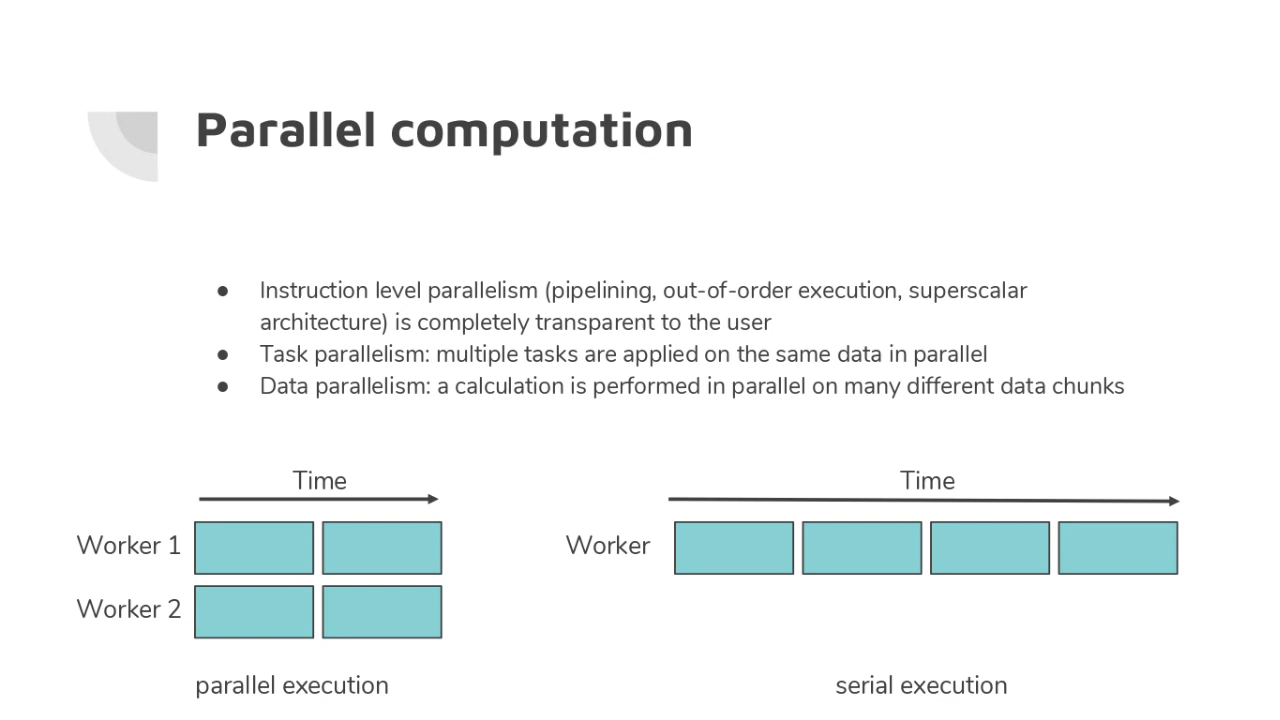 Parallel computation
● Instruction level parallelism (pipelining, out-of-order execution, superscalar
architecture) is completely transparent to the user
● Task parallelism: multiple tasks are applied on the same data in parallel
● Data parallelism: a calculation is performed in parallel on many different data chunks
Time
Worker 1
Worker 2
parallel execution
Time
Worker
serial execution